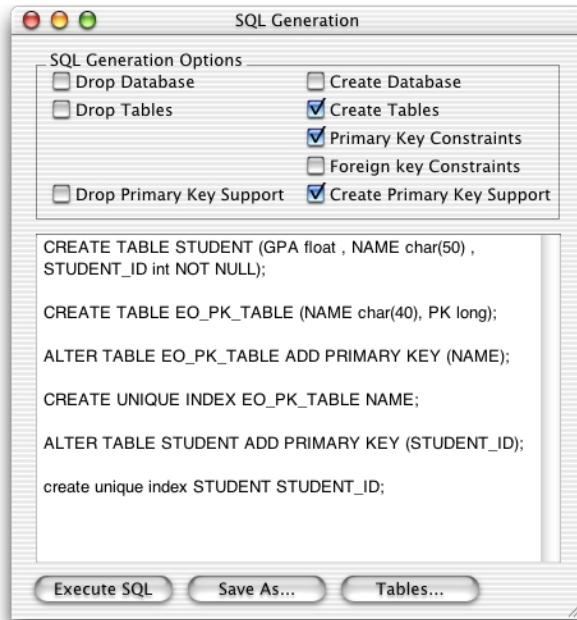 SQL Generation
SQL Generation Options
Drop Database
Create Database
Drop Tables
Create Tables
Primary Key Constraints
Foreign key Constraints
Drop Primary Key Support
Create Primary Key Support
CREATE TABLE STUDENT (GPA float , NAME char(50) ,
STUDENT_ID int NOT NULL);
CREATE TABLE EO_PK_TABLE (NAME char(40), PK long);
ALTER TABLE EO_PK_TABLE ADD PRIMARY KEY (NAME);
CREATE UNIQUE INDEX EO_PK_TABLE NAME;
ALTER TABLE STUDENT ADD PRIMARY KEY (STUDENT_ID);
create unique index STUDENT STUDENT_ID;
Execute SQL
Save As...
Tables...